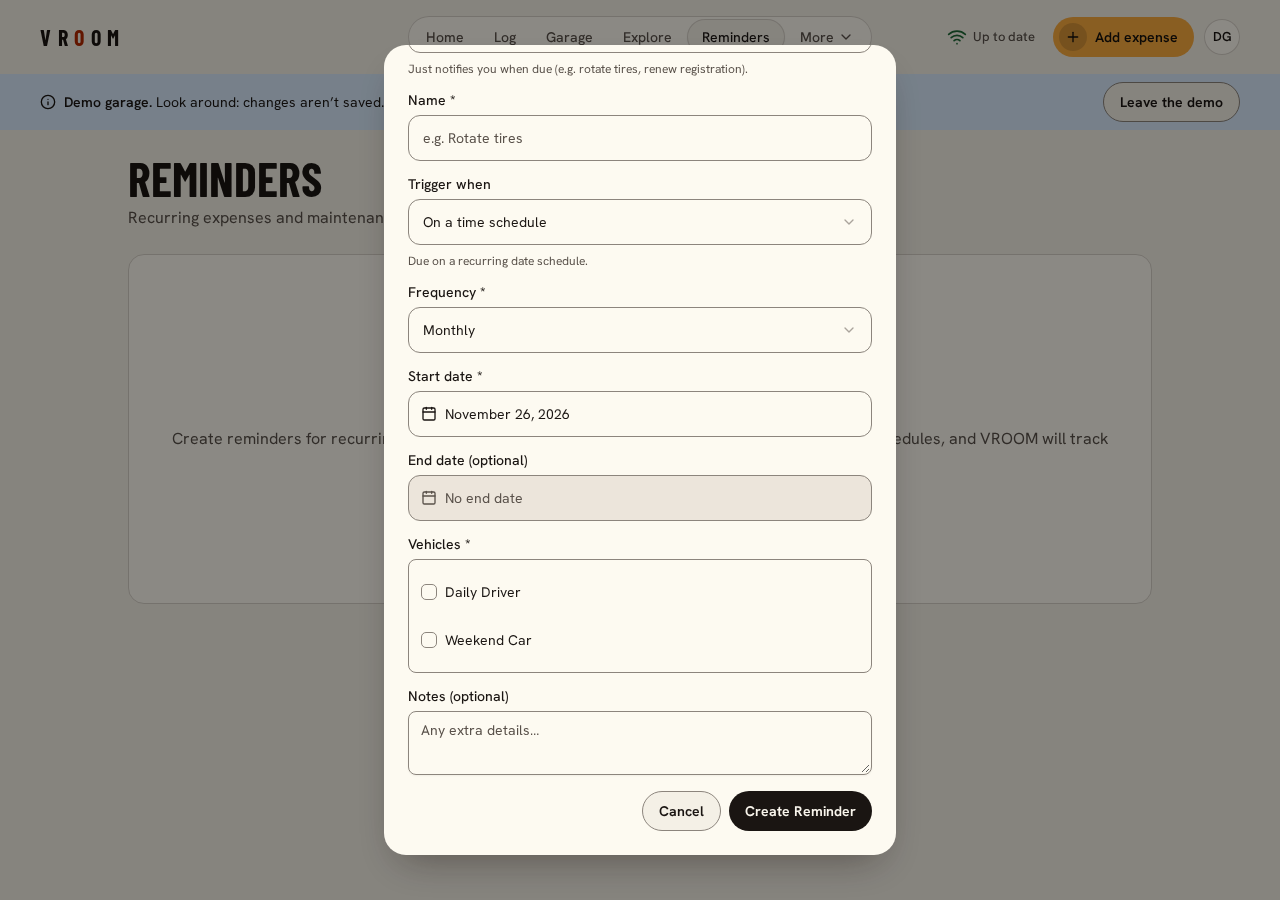 VROOM
Home
Log
Garage
Explore
Reminders
More
Up to date
Add expense
DG
Demo garage. Look around: changes aren’t saved.
Leave the demo
REMINDERS
Recurring expenses and maintenan
Create reminders for recurri
edules, and VROOM will track
Just notifies you when due (e.g. rotate tires, renew registration).
Name *
e.g. Rotate tires
Trigger when
On a time schedule
Due on a recurring date schedule.
Frequency *
Monthly
Start date *
November 26, 2026
End date (optional)
No end date
Vehicles *
Daily Driver
Weekend Car
Notes (optional)
Any extra details...
Cancel
Create Reminder